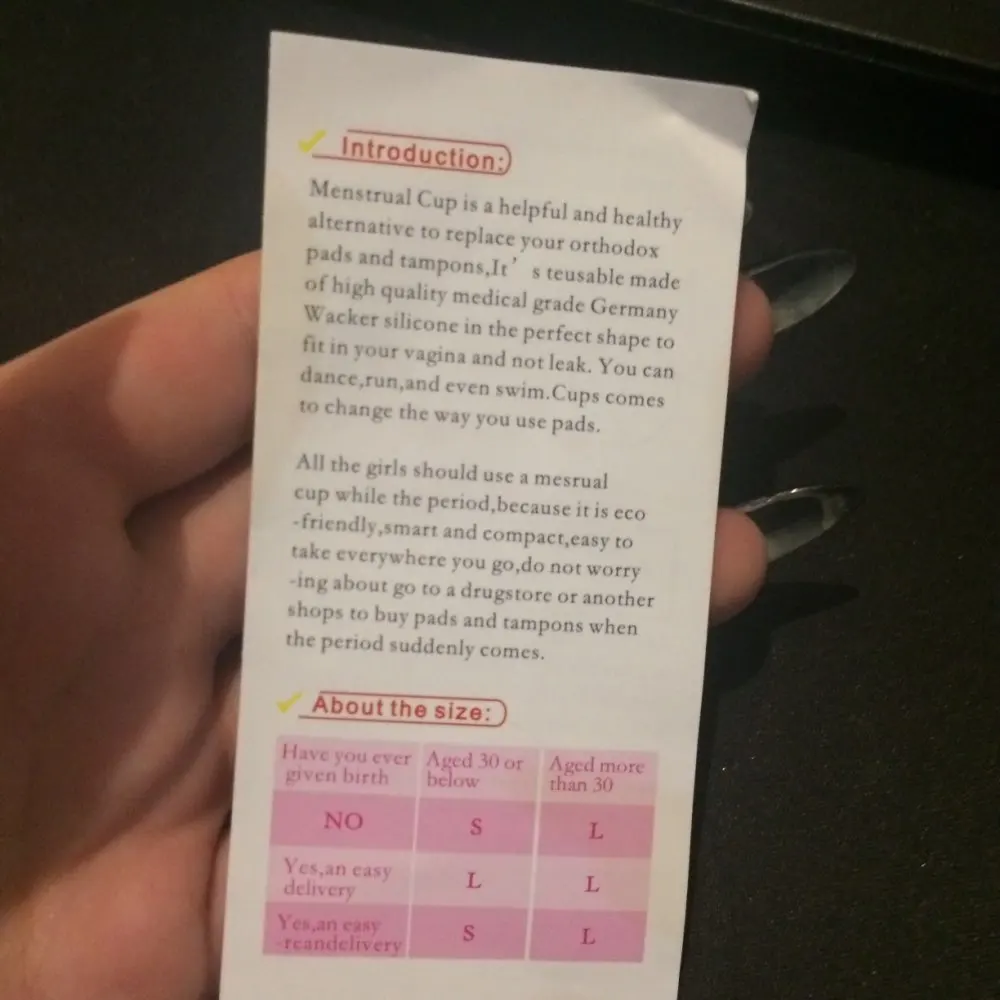 Introduction:
Menstrual Cup is a helpful and healthy
alternative to replace your orthodox
pads and tampons,It's teusable made
of high quality medical grade Germany
Wacker silicone in the perfect shape to
fit in your vagina and not leak. You can
dance,run,and even swim.Cups comes
to change the way you use pads.
All the girls should use a mesrual
cup while the period,because it is eco
-friendly,smart and compact,easy to
take everywhere you go,do not worry
-ing about go to a drugstore or another
shops to buy pads and tampons when
the period suddenly comes.
About the size:
Have you ever given birth
Aged 30 or below
Aged more than 30
NO S L
Yes,an easy delivery L L
Yes,an easy -reandelivery S L